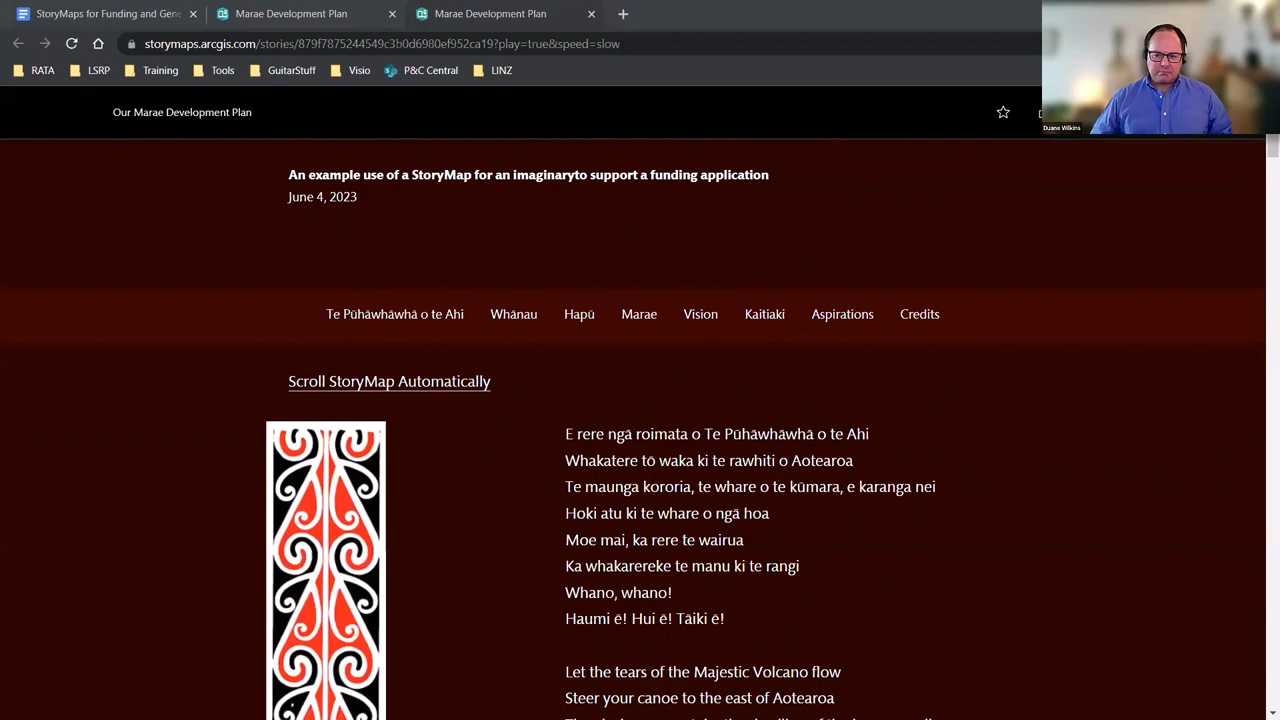 StoryMaps for Funding and Gene
Marae Development Plan
Marae Development Plan
storymaps.arcgis.com/stories/879f7875244549c3b0d6980ef952ca19?play=true&speed=slow
RATA
LSRP
Training
Tools
GuitarStuff
Visio
P&C Central
LINZ
Duane Wilkins
Our Marae Development Plan
An example use of a StoryMap for an imaginaryto support a funding application
June 4, 2023
Te Pūhāwhāwhā o te Ahi
Whānau
Hapū
Marae
Vision
Kaitiaki
Aspirations
Credits
Scroll StoryMap Automatically
E rere ngā roimata o Te Pūhāwhāwhā o te Ahi
Whakatere tō waka ki te rawhiti o Aotearoa
Te maunga kororia, te whare o te kūmara, e karanga nei
Hoki atu ki te whare o ngā hoa
Moe mai, ka rere te wairua
Ka whakarereke te manu ki te rangi
Whano, whano!
Haumi ē! Hui ē! Tāiki ē!
Let the tears of the Majestic Volcano flow
Steer your canoe to the east of Aotearoa